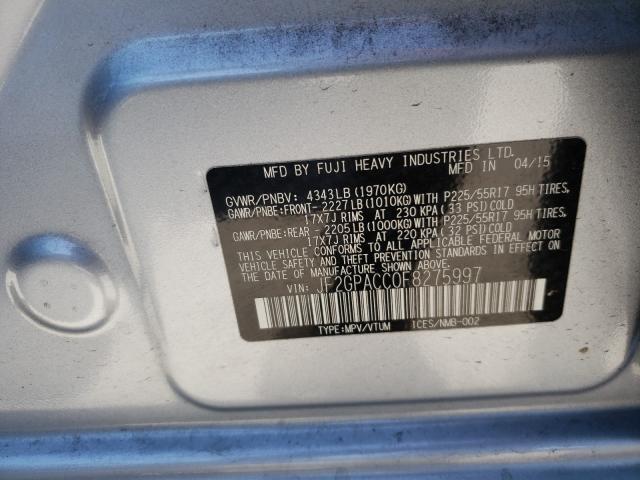 MFD BY FUJI HEAVY INDUSTRIES LTD.
MFD IN 04/15
GVWR/PNBV: 4343LB(1970KG)
GAWR/PNBE:FRONT-2227LB(1010KG)WITH P225/55R17 95H TIRES,
17X7J RIMS AT 230 KPA(33 PSI)COLD
GAWR/PNBE:REAR -2205LB(1000KG)WITH P225/55R17 95H TIRES,
17X7J RIMS AT 220 KPA(32 PSI)COLD
THIS VEHICLE CONFORMS TO ALL APPLICABLE FEDERAL MOTOR
VEHICLE SAFETY AND THEFT PREVENTION STANDARDS IN EFFECT
ON THE DATE OF MANUFACTURE SHOWN ABOVE.
VIN: JF2GPACC0F8275997
TYPE:MPV/VTUM ICES/NMB-002